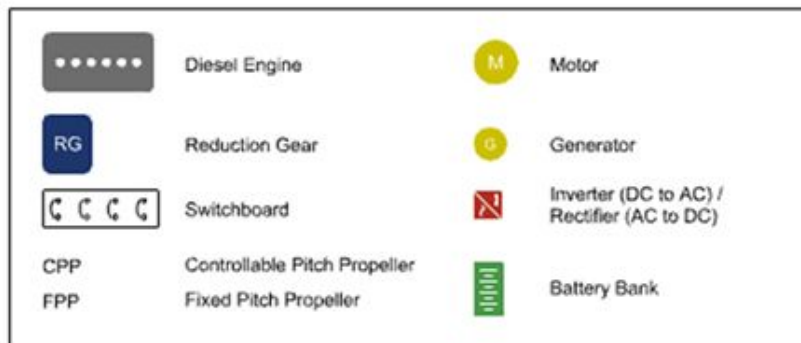 Diesel Engine
M
Motor
RG
Reduction Gear
G
Generator
Switchboard
Inverter (DC to AC) /
Rectifier (AC to DC)
CPP
Controllable Pitch Propeller
Battery Bank
FPP
Fixed Pitch Propeller